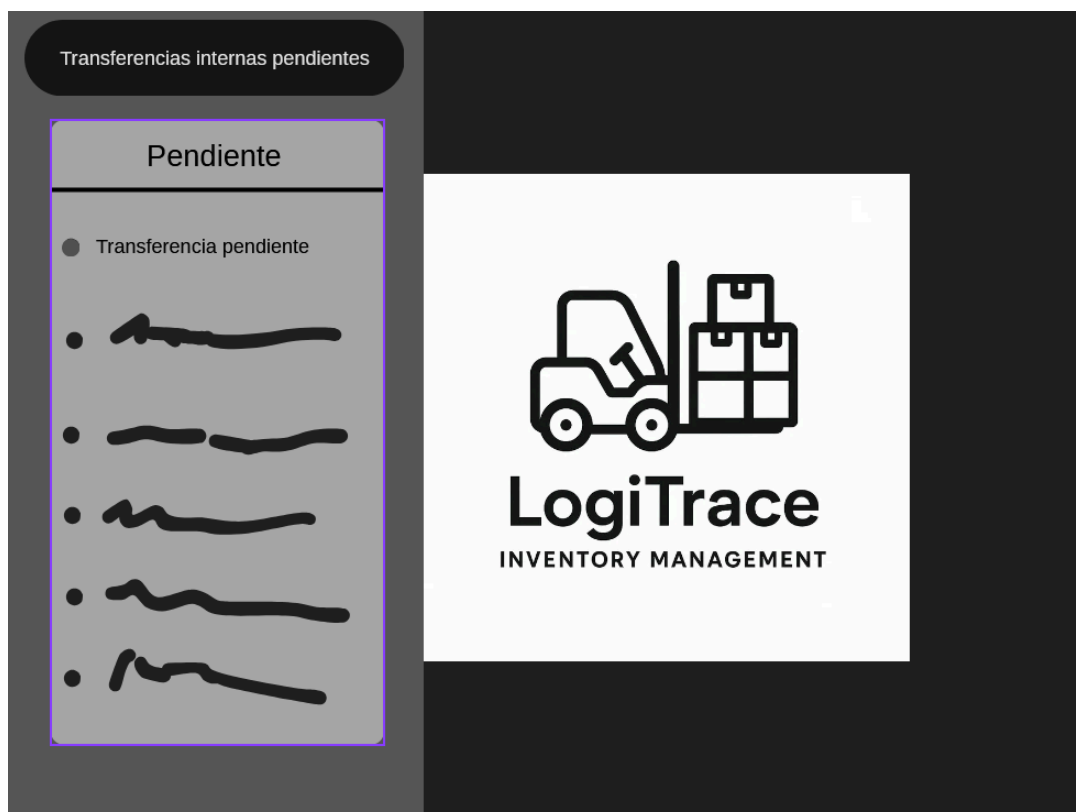 Transferencias internas pendientes
Pendiente
Transferencia pendiente
LogiTrace
INVENTORY MANAGEMENT